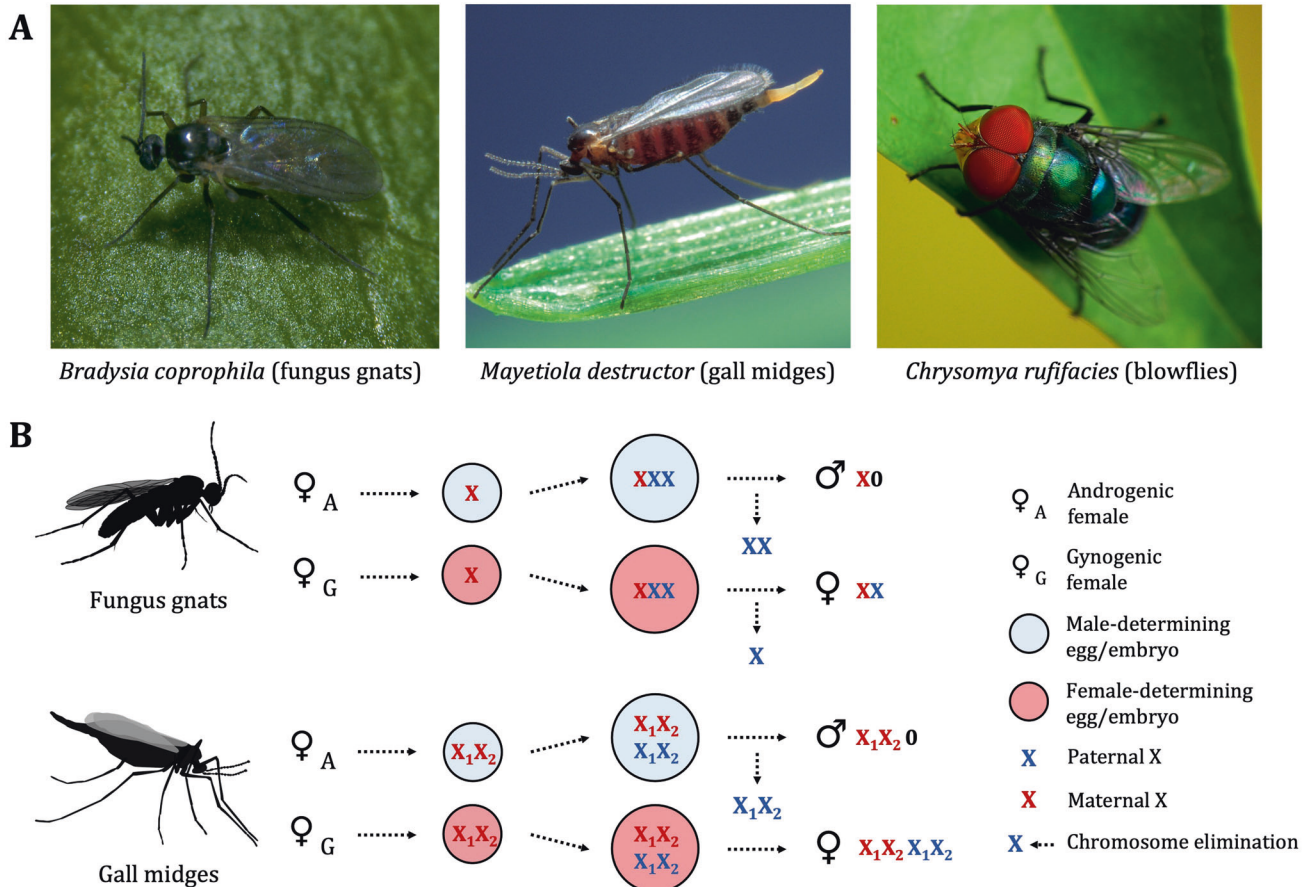 A
Bradysia coprophila (fungus gnats)
Mayetiola destructor (gall midges)
Chrysomya rufifacies (blowflies)
B
♀A
X
XXX
♂ X0
XX
♀G
X
XXX
♀ XX
X
Fungus gnats
♀A
X₁X₂
X₁X₂
X₁X₂
♂ X₁X₂ 0
X₁X₂
♀G
X₁X₂
X₁X₂
X₁X₂
♀ X₁X₂ X₁X₂
Gall midges
♀A Androgenic
female
♀G Gynogenic
female
Male-determining
egg/embryo
Female-determining
egg/embryo
X Paternal X
X Maternal X
X Chromosome elimination